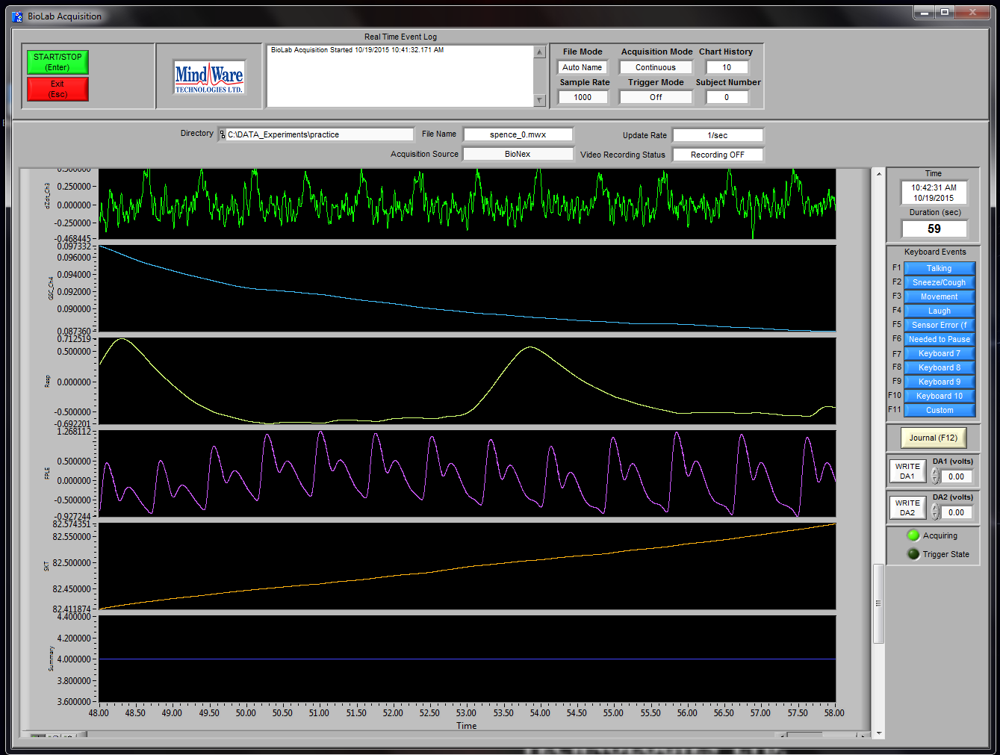 BioLab Acquisition
Real Time Event Log
START/STOP
(Enter)
Exit
(Esc)
MindWare
TECHNOLOGIES LTD.
BioLab Acquisition Started 10/19/2015 10:41:32.171 AM
File Mode
Acquisition Mode
Chart History
Auto Name
Continuous
10
Sample Rate
Trigger Mode
Subject Number
1000
Off
0
Directory
C:\DATA_Experiments\practice
File Name
spence_0.mwx
Update Rate
1/sec
Acquisition Source
BioNex
Video Recording Status
Recording OFF
dZdt_Ch3
0.500000
0.250000
0.000000
-0.250000
-0.468445
GSC_Ch4
0.097332
0.096000
0.094000
0.092000
0.090000
0.087360
Resp
0.712519
0.500000
0.000000
-0.500000
-0.692201
FPLE
1.268112
0.500000
0.000000
-0.500000
-0.927244
SKT
82.574351
82.550000
82.500000
82.450000
82.411874
Summary
4.400000
4.200000
4.000000
3.800000
3.600000
48.00 48.50 49.00 49.50 50.00 50.50 51.00 51.50 52.00 52.50 53.00 53.50 54.00 54.50 55.00 55.50 56.00 56.50 57.00 57.50 58.00
Time
Time
10:42:31 AM
10/19/2015
Duration (sec)
59
Keyboard Events
F1 Talking
F2 Sneeze/Cough
F3 Movement
F4 Laugh
F5 Sensor Error (f
F6 Needed to Pause
F7 Keyboard 7
F8 Keyboard 8
F9 Keyboard 9
F10 Keyboard 10
F11 Custom
Journal (F12)
WRITE
DA1
DA1 (volts)
0.00
WRITE
DA2
DA2 (volts)
0.00
Acquiring
Trigger State